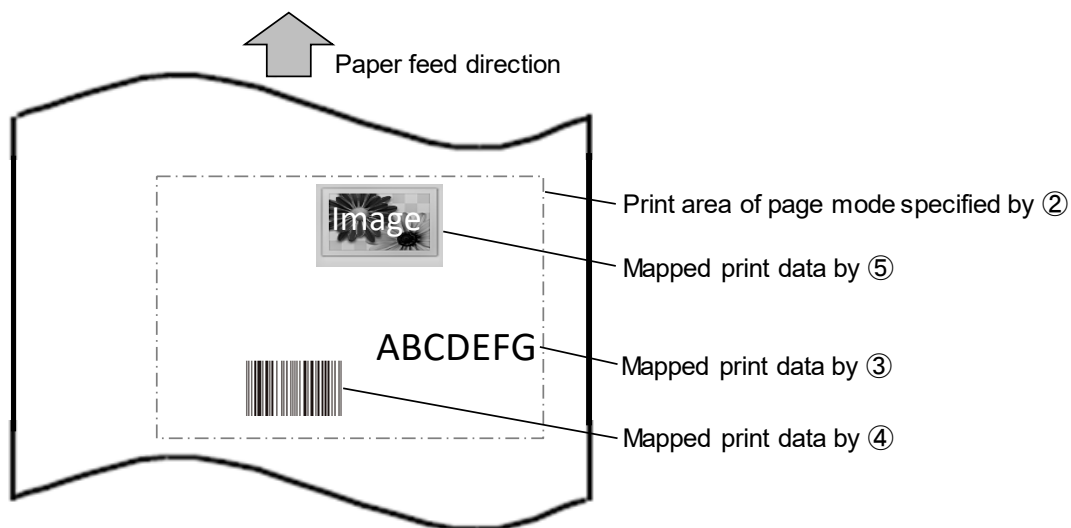 Paper feed direction
Print area of page mode specified by ②
Image
Mapped print data by ⑤
ABCDEFG
Mapped print data by ③
Mapped print data by ④